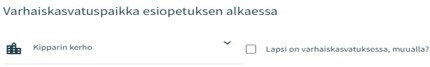 Varhaiskasvatuspaikka esiopetuksen alkaessa
Kipparin kerho
Lapsi on varhaiskasvatuksessa, muualla?